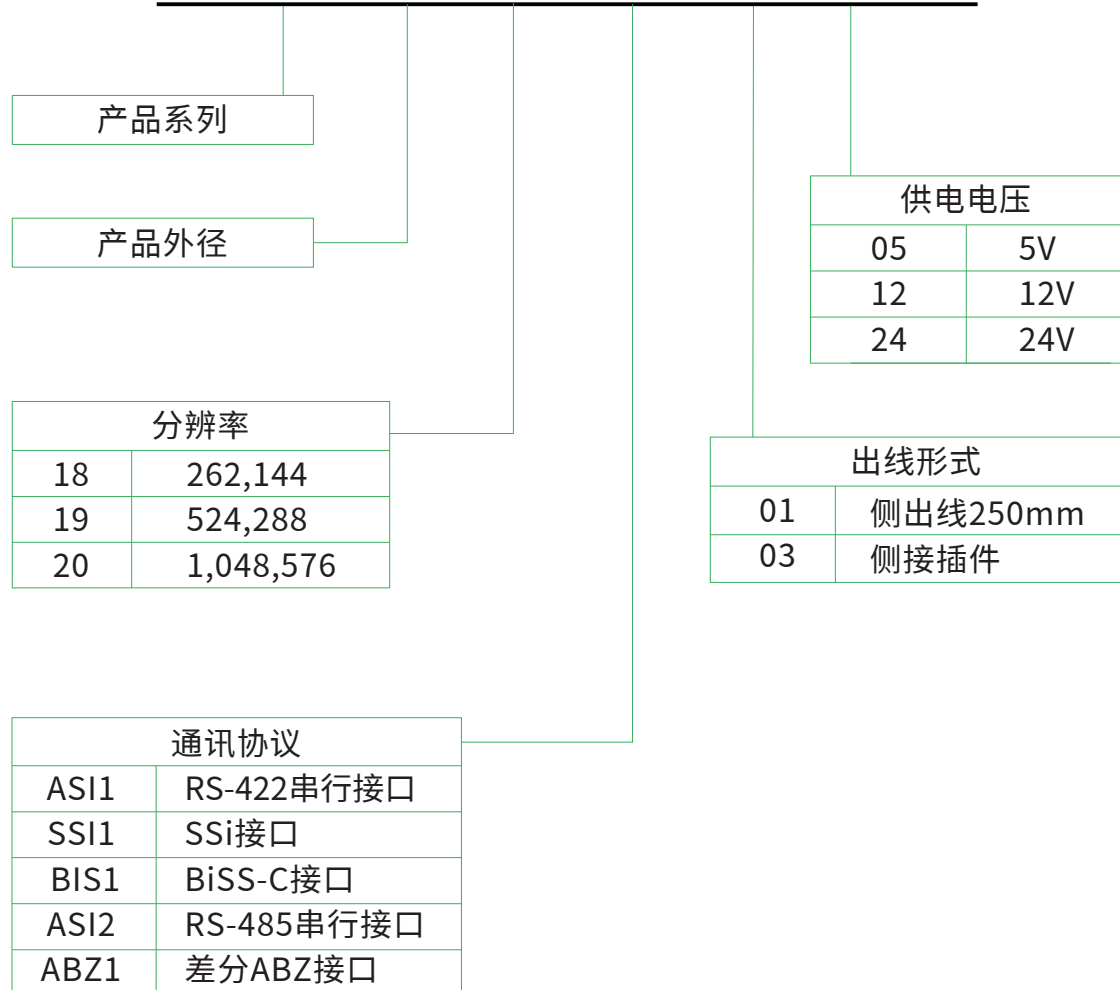 产品系列
产品外径
供电电压
05 5V
12 12V
24 24V
分辨率
18 262,144
19 524,288
20 1,048,576
出线形式
01 侧出线250mm
03 侧接插件
通讯协议
ASI1 RS-422串行接口
SSI1 SSi接口
BIS1 BiSS-C接口
ASI2 RS-485串行接口
ABZ1 差分ABZ接口